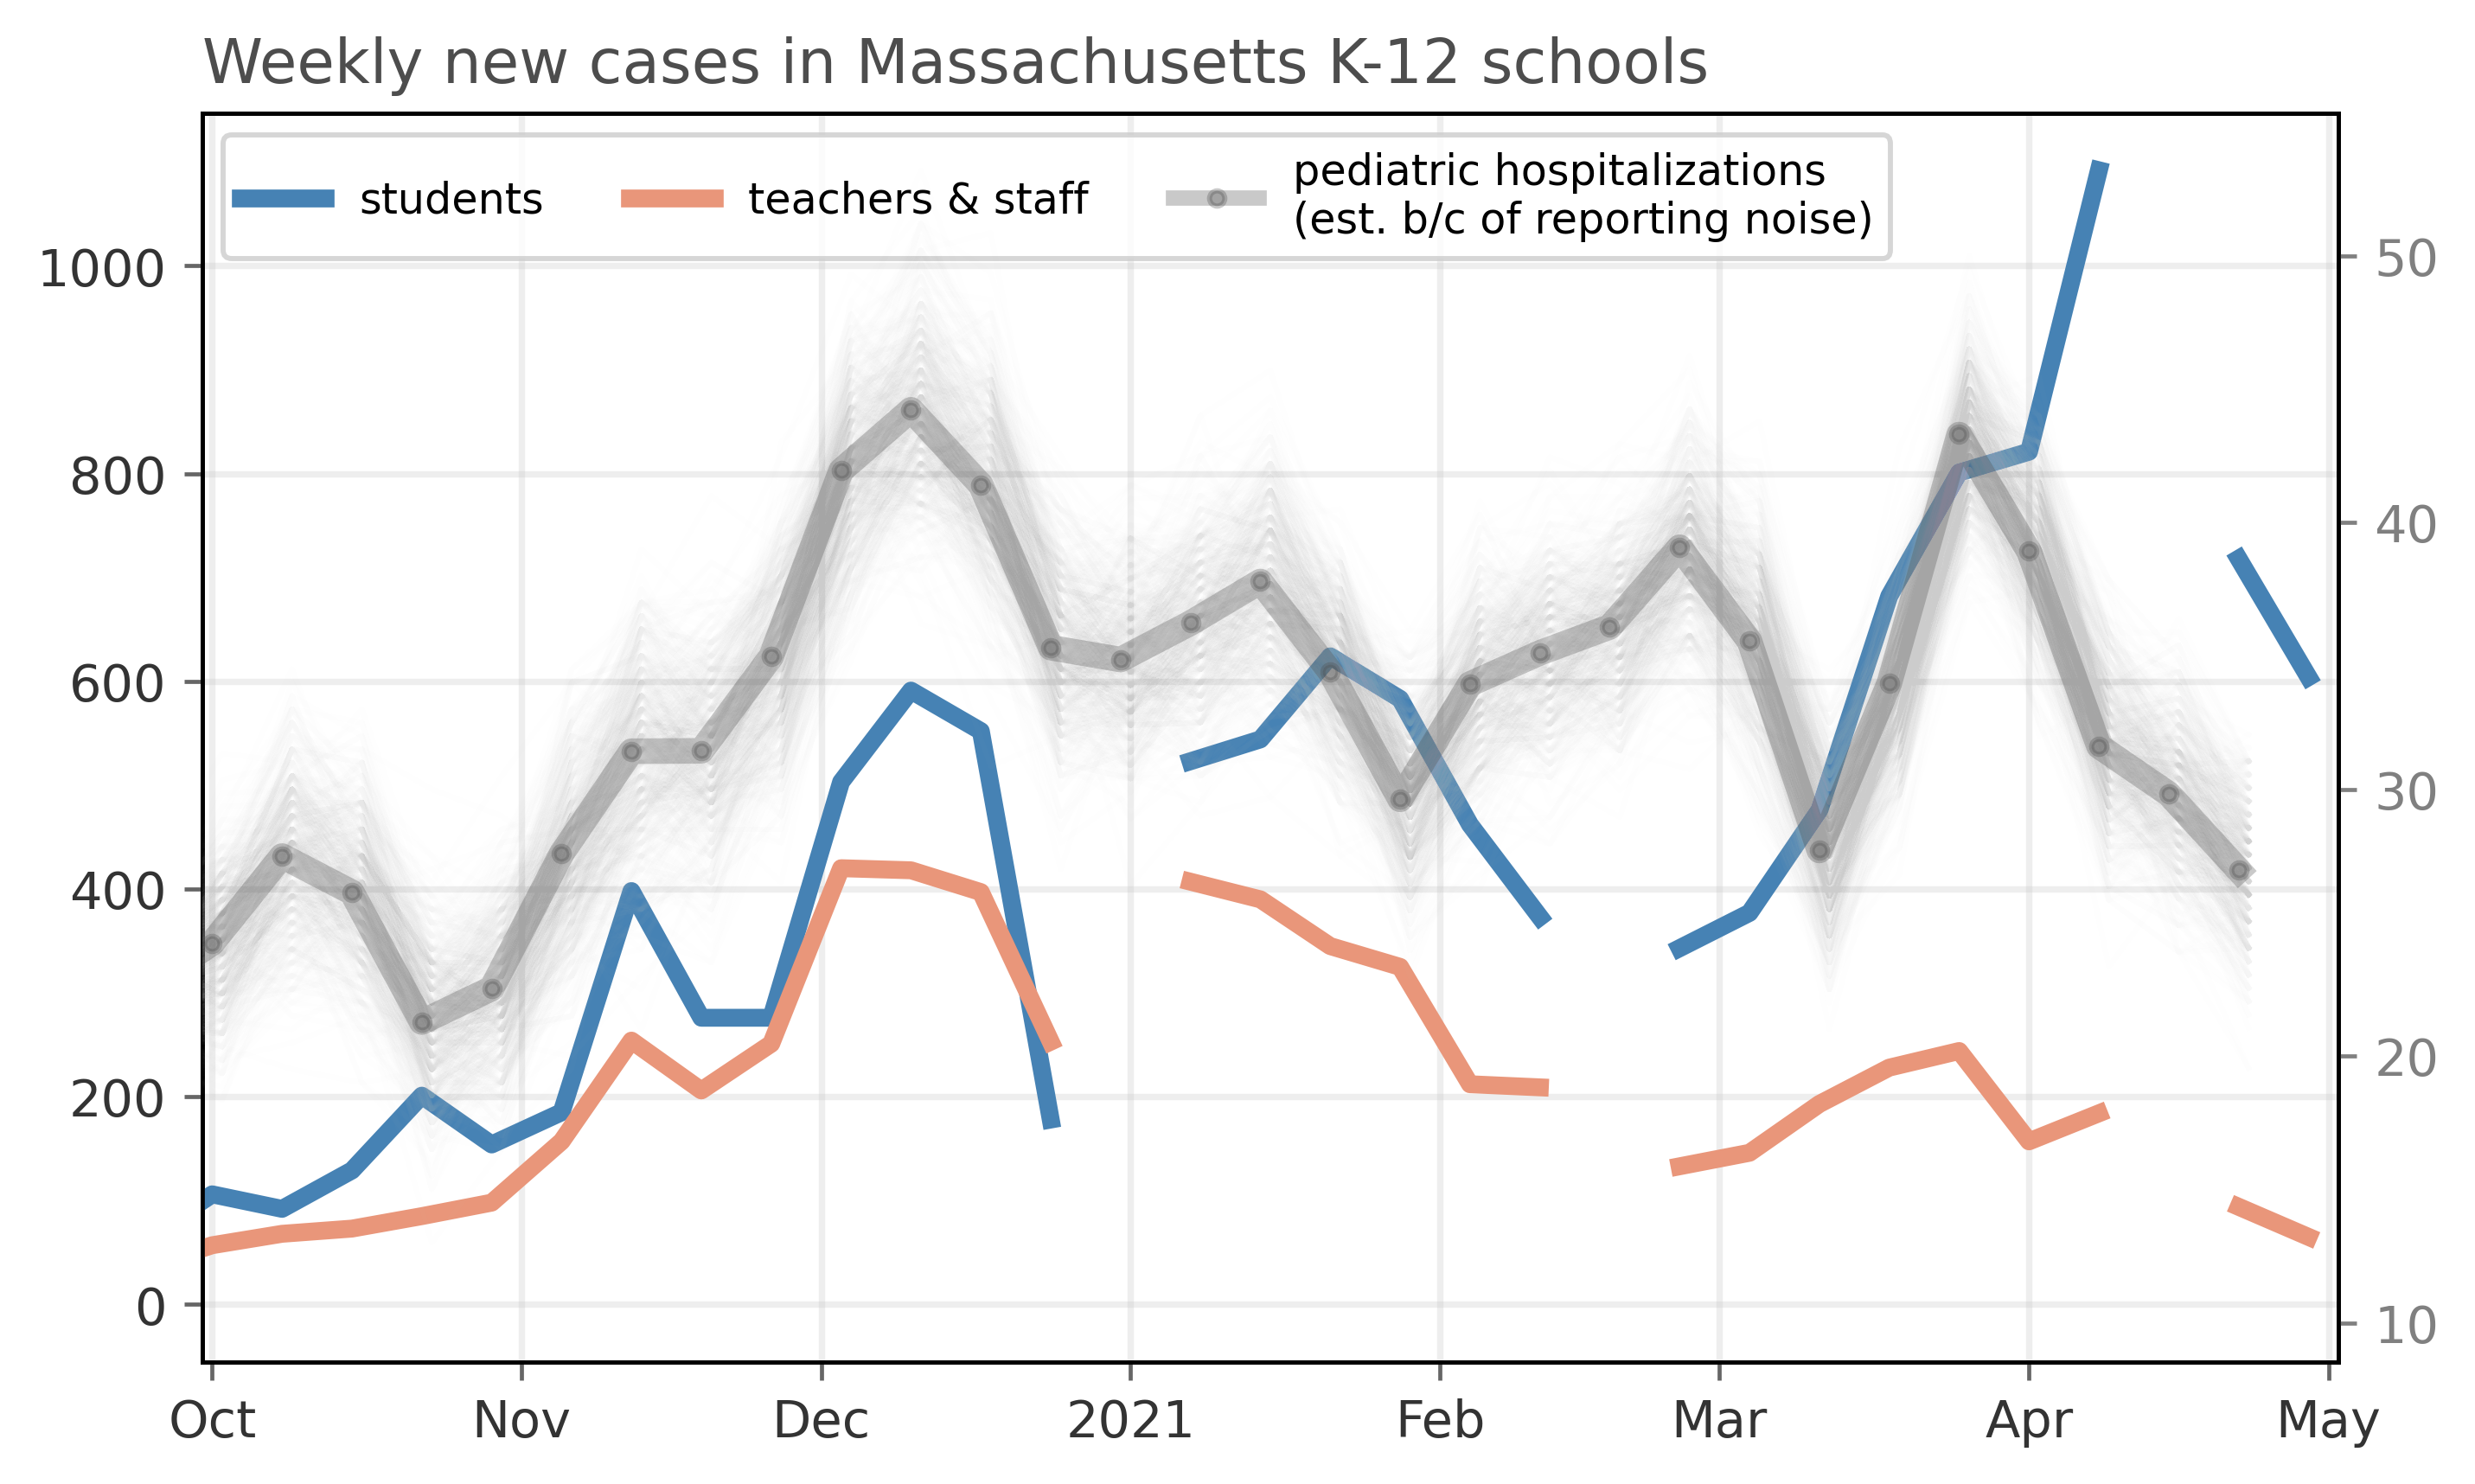 Weekly new cases in Massachusetts K-12 schools
students
teachers & staff
pediatric hospitalizations
(est. b/c of reporting noise)
1000
800
600
400
200
0
50
40
30
20
10
Oct
Nov
Dec
2021
Feb
Mar
Apr
May